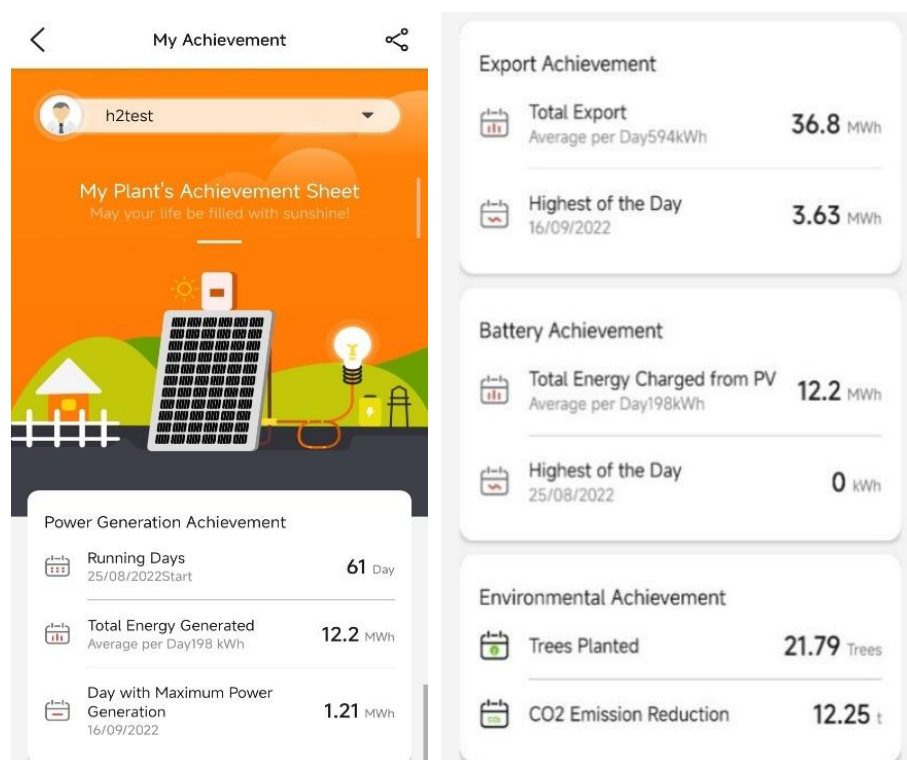 My Achievement
h2test
My Plant's Achievement Sheet
May your life be filled with sunshine!
Power Generation Achievement
Running Days
25/08/2022Start
61 Day
Total Energy Generated
Average per Day198 kWh
12.2 MWh
Day with Maximum Power
Generation
16/09/2022
1.21 MWh
Export Achievement
Total Export
Average per Day594kWh
36.8 MWh
Highest of the Day
16/09/2022
3.63 MWh
Battery Achievement
Total Energy Charged from PV
Average per Day198kWh
12.2 MWh
Highest of the Day
25/08/2022
0 kWh
Environmental Achievement
Trees Planted
21.79 Trees
CO2 Emission Reduction
12.25 t